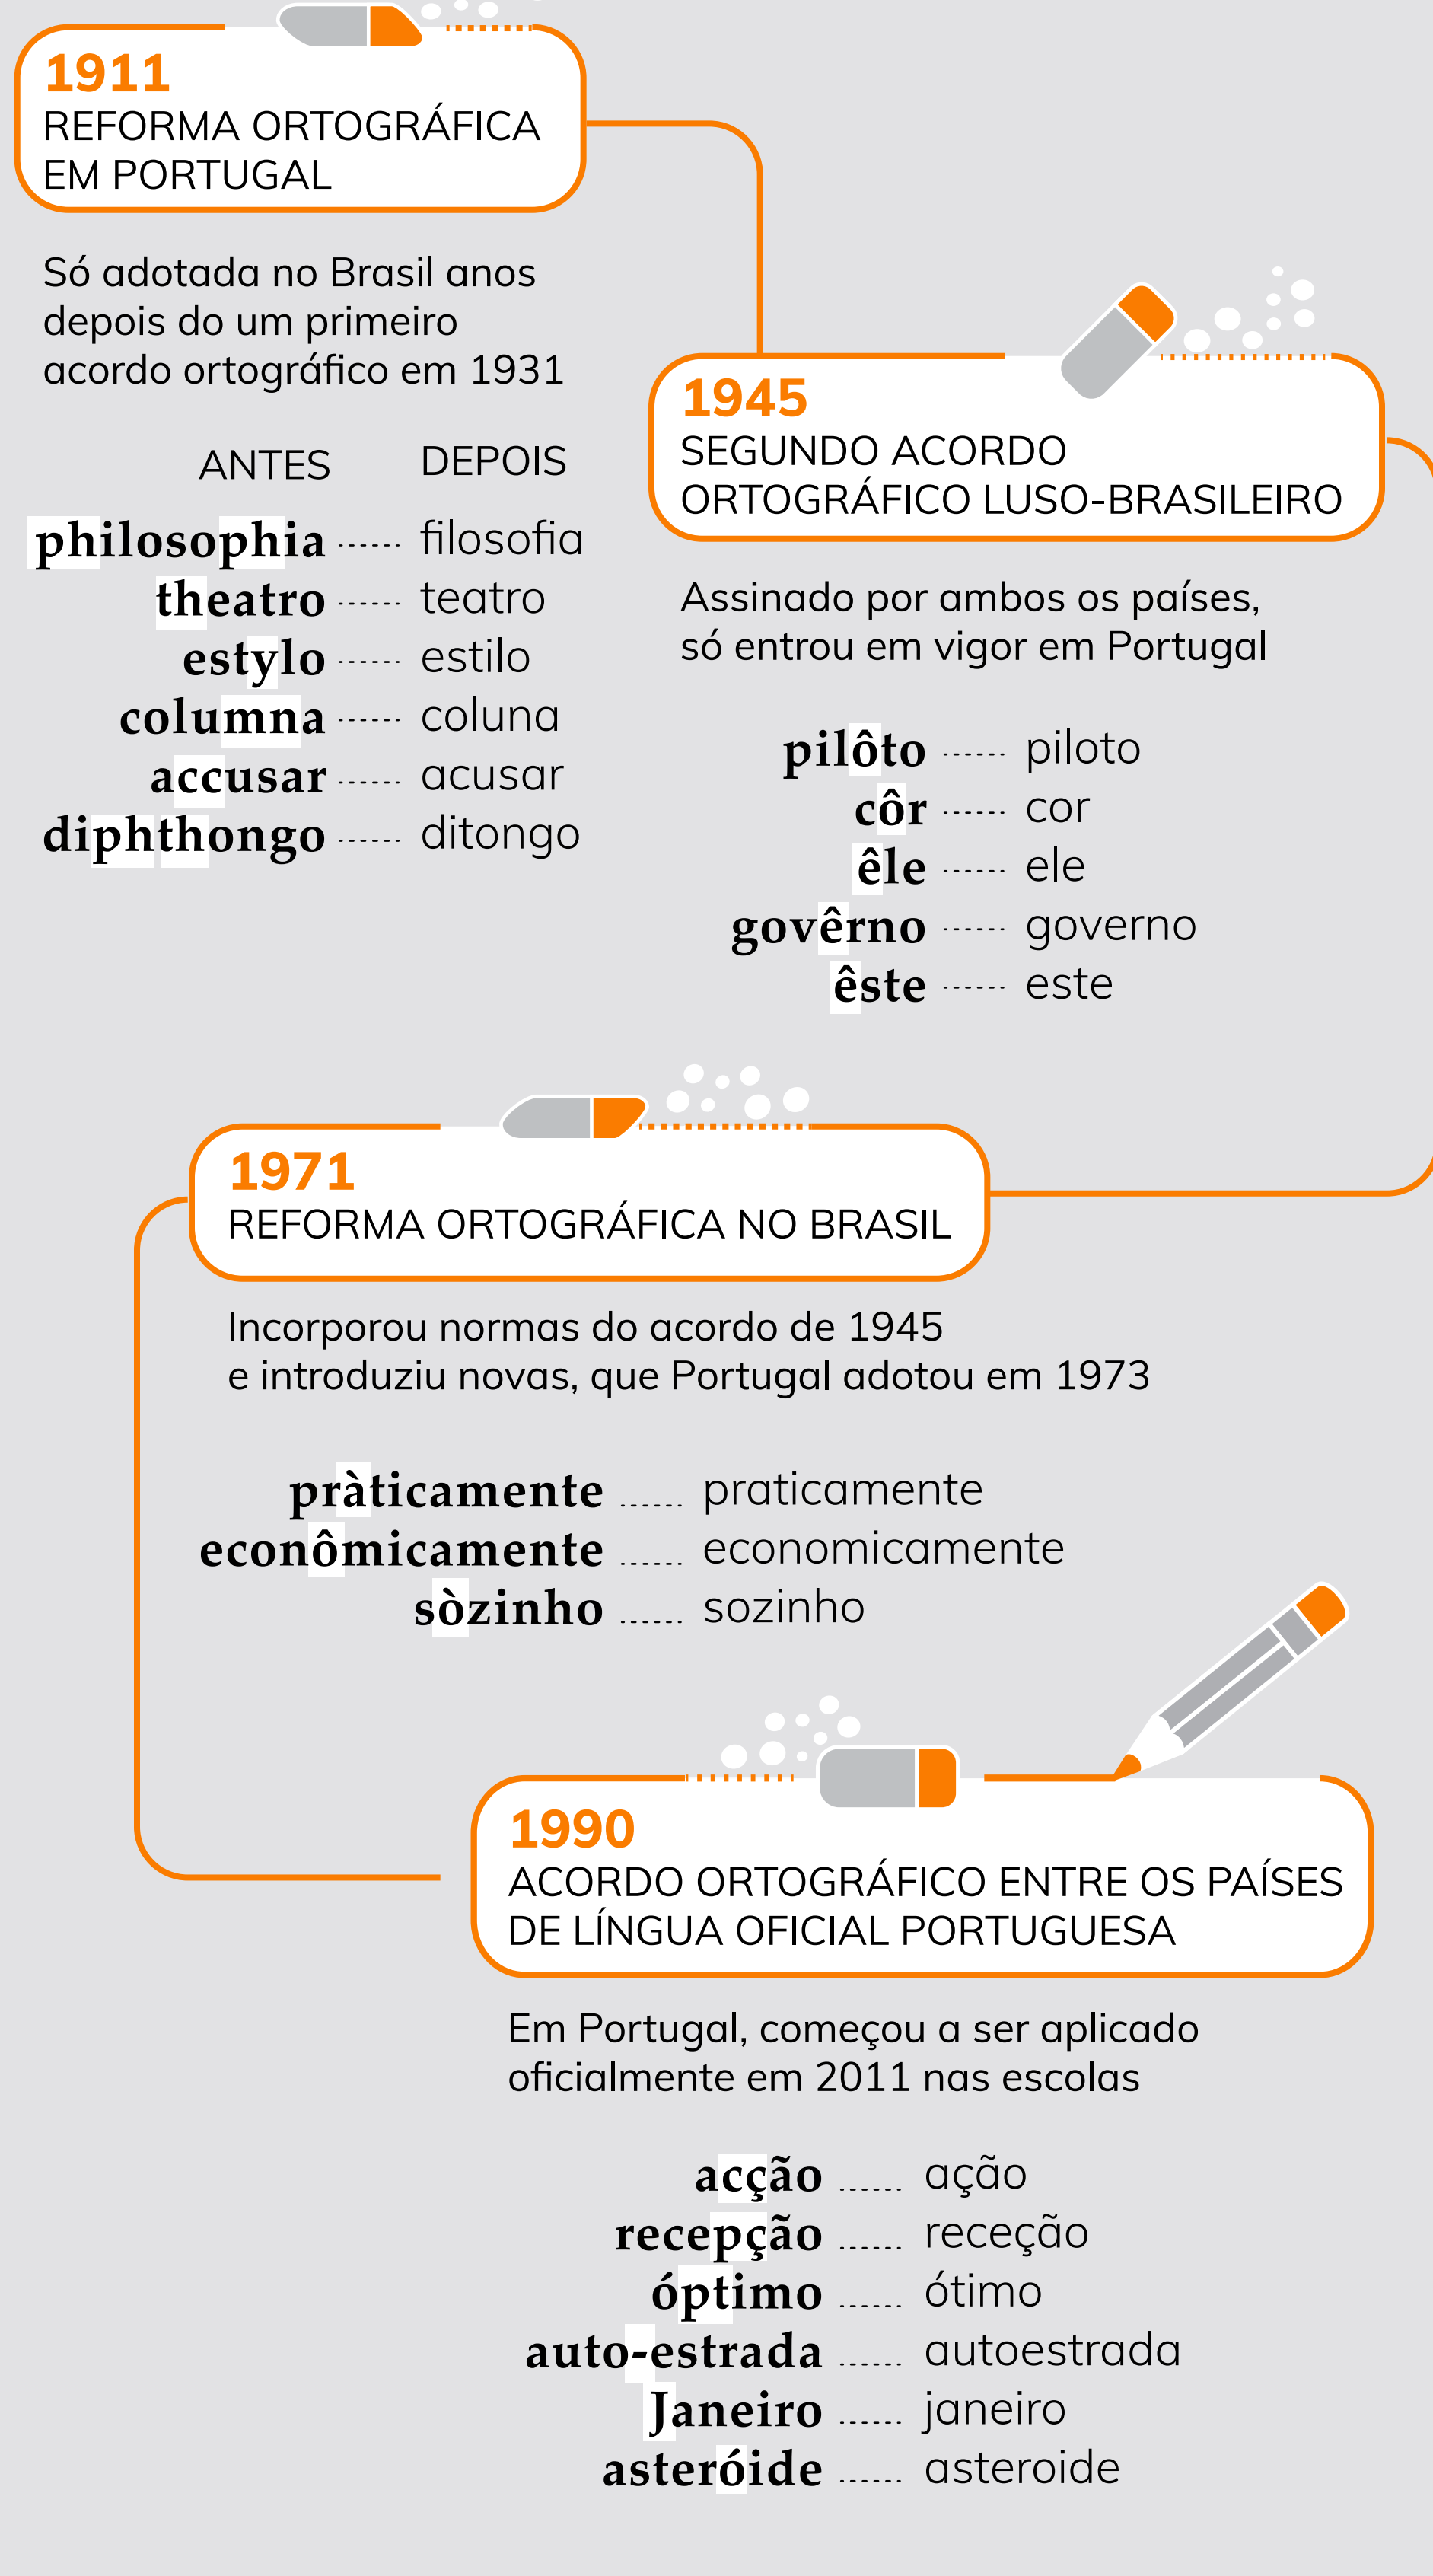 1911
REFORMA ORTOGRÁFICA
EM PORTUGAL
Só adotada no Brasil anos
depois do um primeiro
acordo ortográfico em 1931
ANTES DEPOIS
philosophia ...... filosofia
theatro ...... teatro
estylo ...... estilo
columna ...... coluna
accusar ...... acusar
diphthongo ...... ditongo
1945
SEGUNDO ACORDO
ORTOGRÁFICO LUSO-BRASILEIRO
Assinado por ambos os países,
só entrou em vigor em Portugal
pilôto ...... piloto
côr ...... cor
êle ...... ele
govêrno ...... governo
êste ...... este
1971
REFORMA ORTOGRÁFICA NO BRASIL
Incorporou normas do acordo de 1945
e introduziu novas, que Portugal adotou em 1973
pràticamente ...... praticamente
econômicamente ...... economicamente
sòzinho ...... sozinho
1990
ACORDO ORTOGRÁFICO ENTRE OS PAÍSES
DE LÍNGUA OFICIAL PORTUGUESA
Em Portugal, começou a ser aplicado
oficialmente em 2011 nas escolas
acção ...... ação
recepção ...... receção
óptimo ...... ótimo
auto-estrada ...... autoestrada
Janeiro ...... janeiro
asteróide ...... asteroide